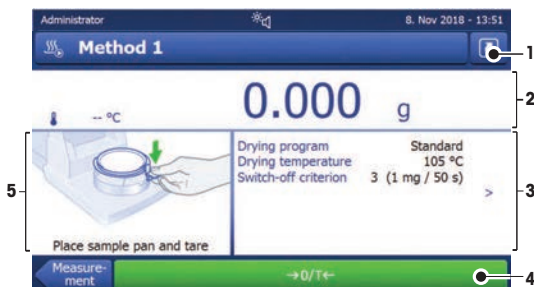 Administrator 8. Nov 2018 - 13:51
Method 1
1
-- °C 0.000 g
2
Drying program Standard
Drying temperature 105 °C
Switch-off criterion 3 (1 mg / 50 s)
>
3
5
Place sample pan and tare
Measure-
ment
→0/T←
4